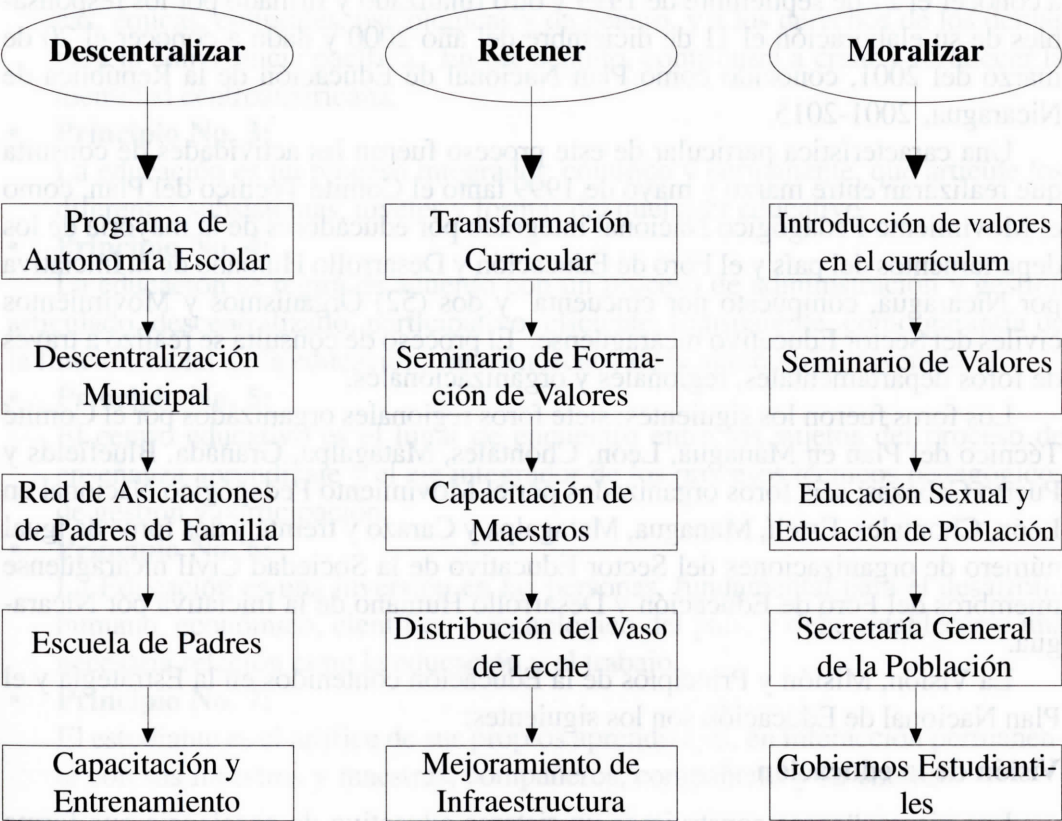 Descentralizar
Programa de
Autonomía Escolar
Descentralización
Municipal
Red de Asiciaciones
de Padres de Familia
Escuela de Padres
Capacitación y
Entrenamiento
Retener
Transformación
Curricular
Seminario de Forma-
ción de Valores
Capacitación de
Maestros
Distribución del Vaso
de Leche
Mejoramiento de
Infraestructura
Moralizar
Introducción de valores
en el currículum
Seminario de Valores
Educación Sexual y
Educación de Población
Secretaría General
de la Población
Gobiernos Estudianti-
les